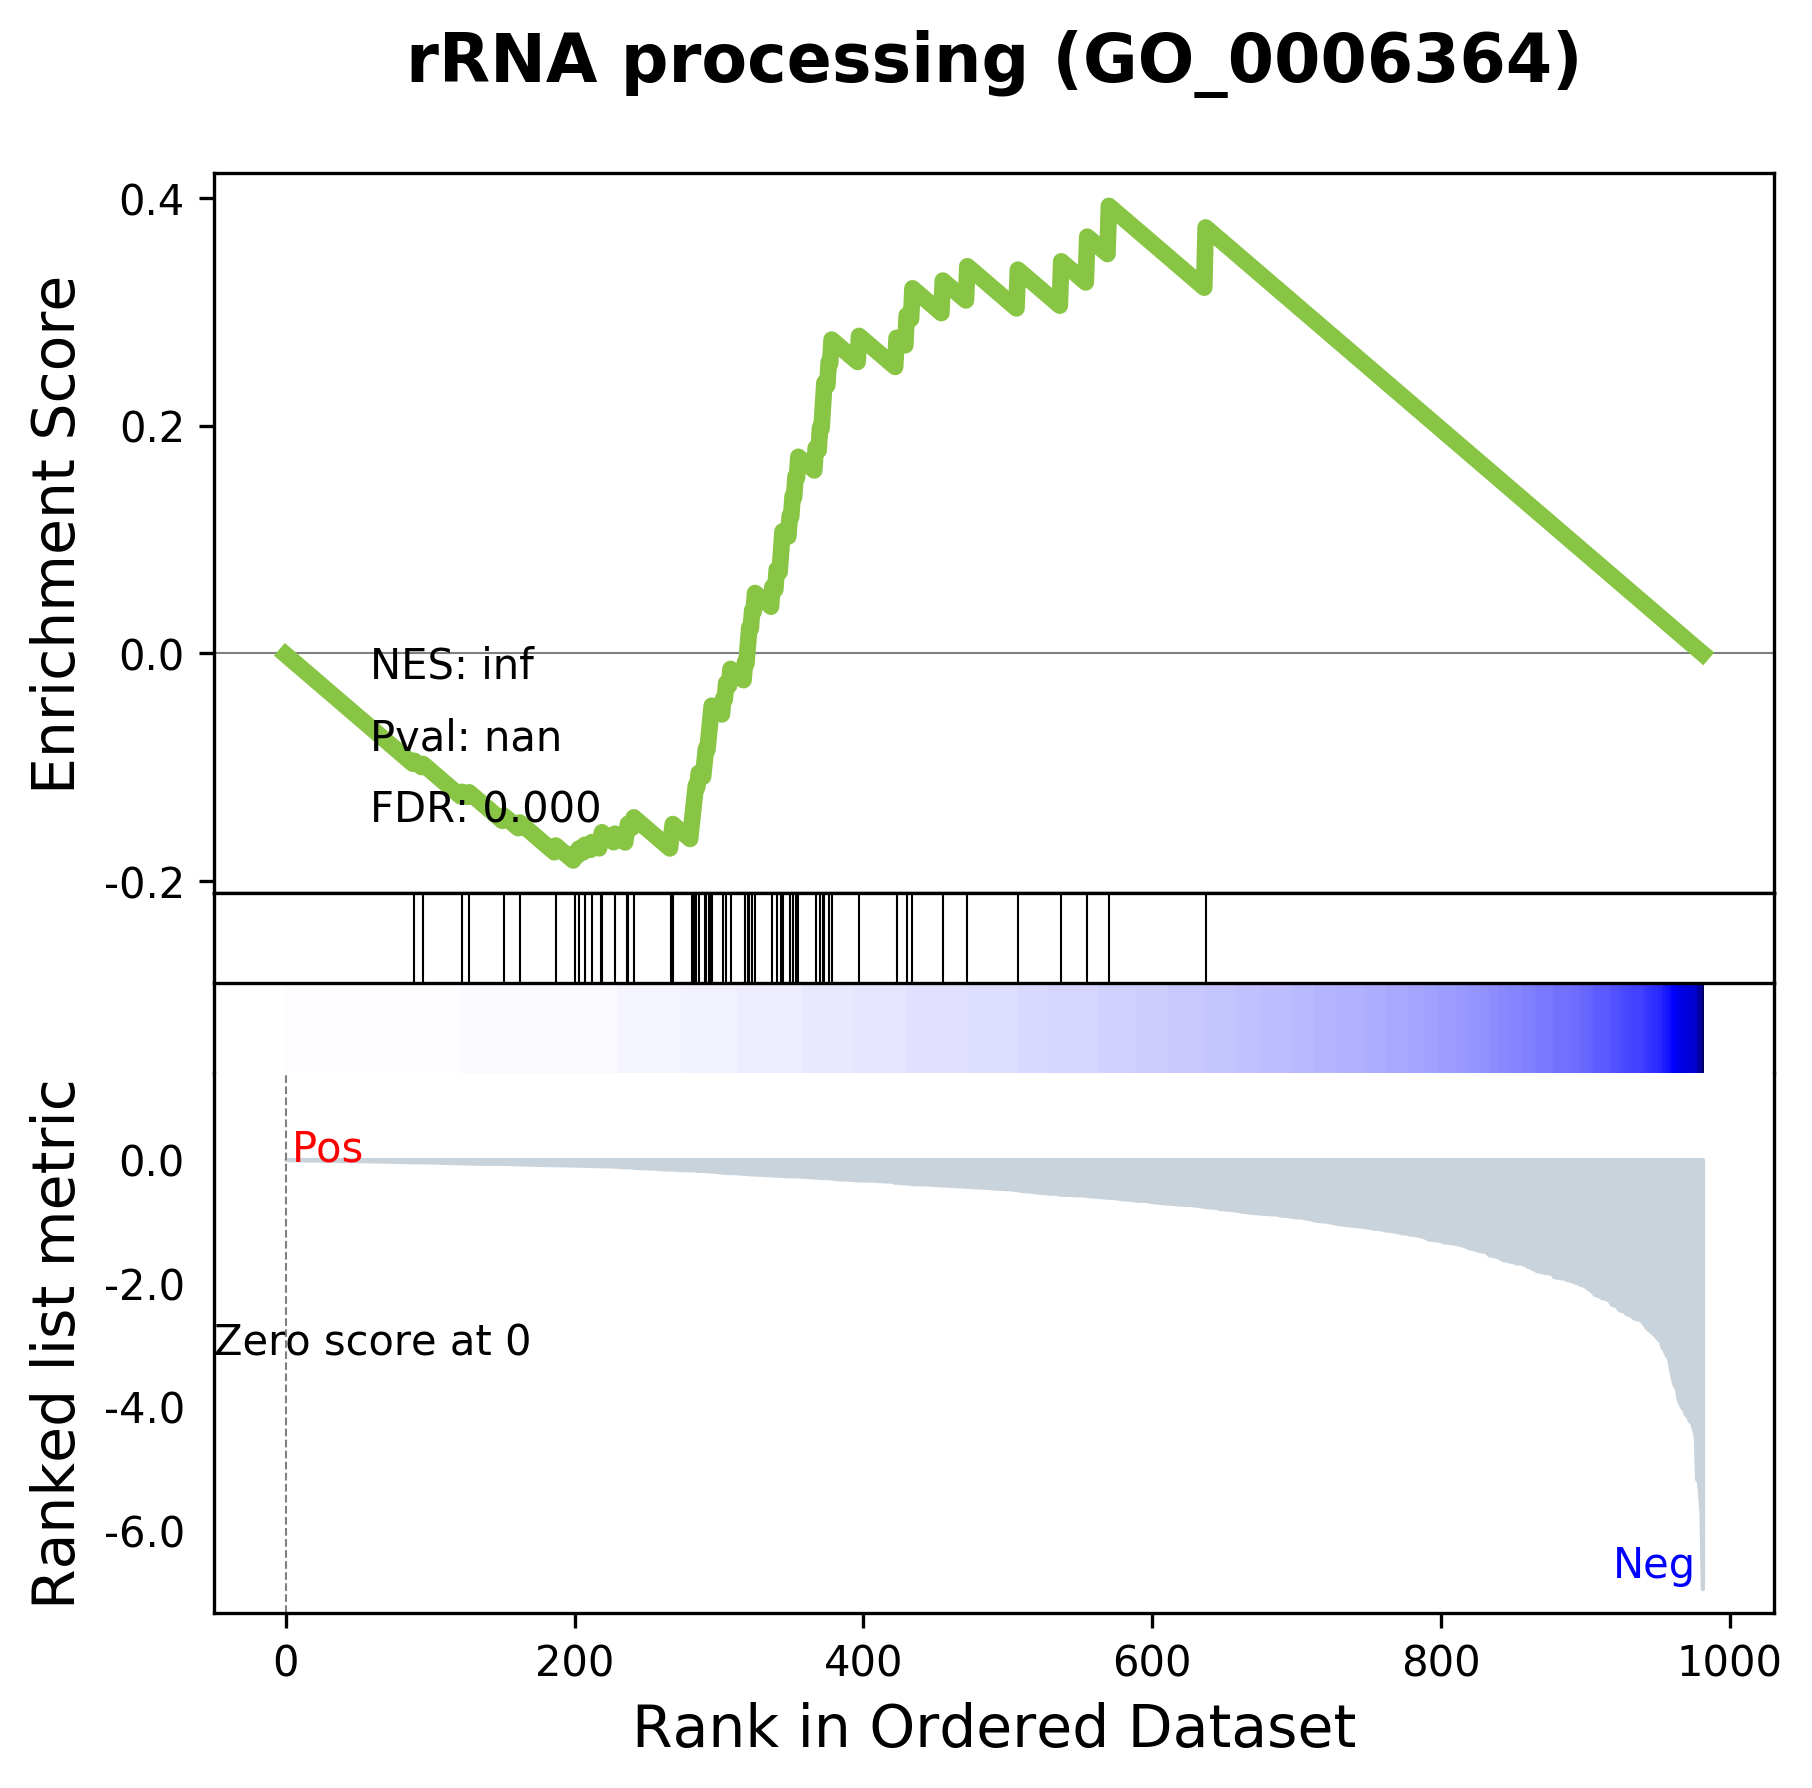 rRNA processing (GO_0006364)
Enrichment Score
0.4
0.2
0.0
-0.2
NES: inf
Pval: nan
FDR: 0.000
Ranked list metric
0.0
-2.0
-4.0
-6.0
Pos
Zero score at 0
Neg
0 200 400 600 800 1000
Rank in Ordered Dataset